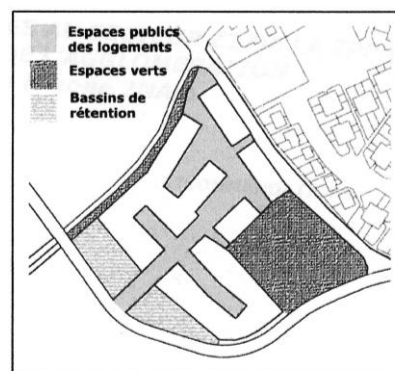 Espaces publics
des logements
Espaces verts
Bassins de
rétention